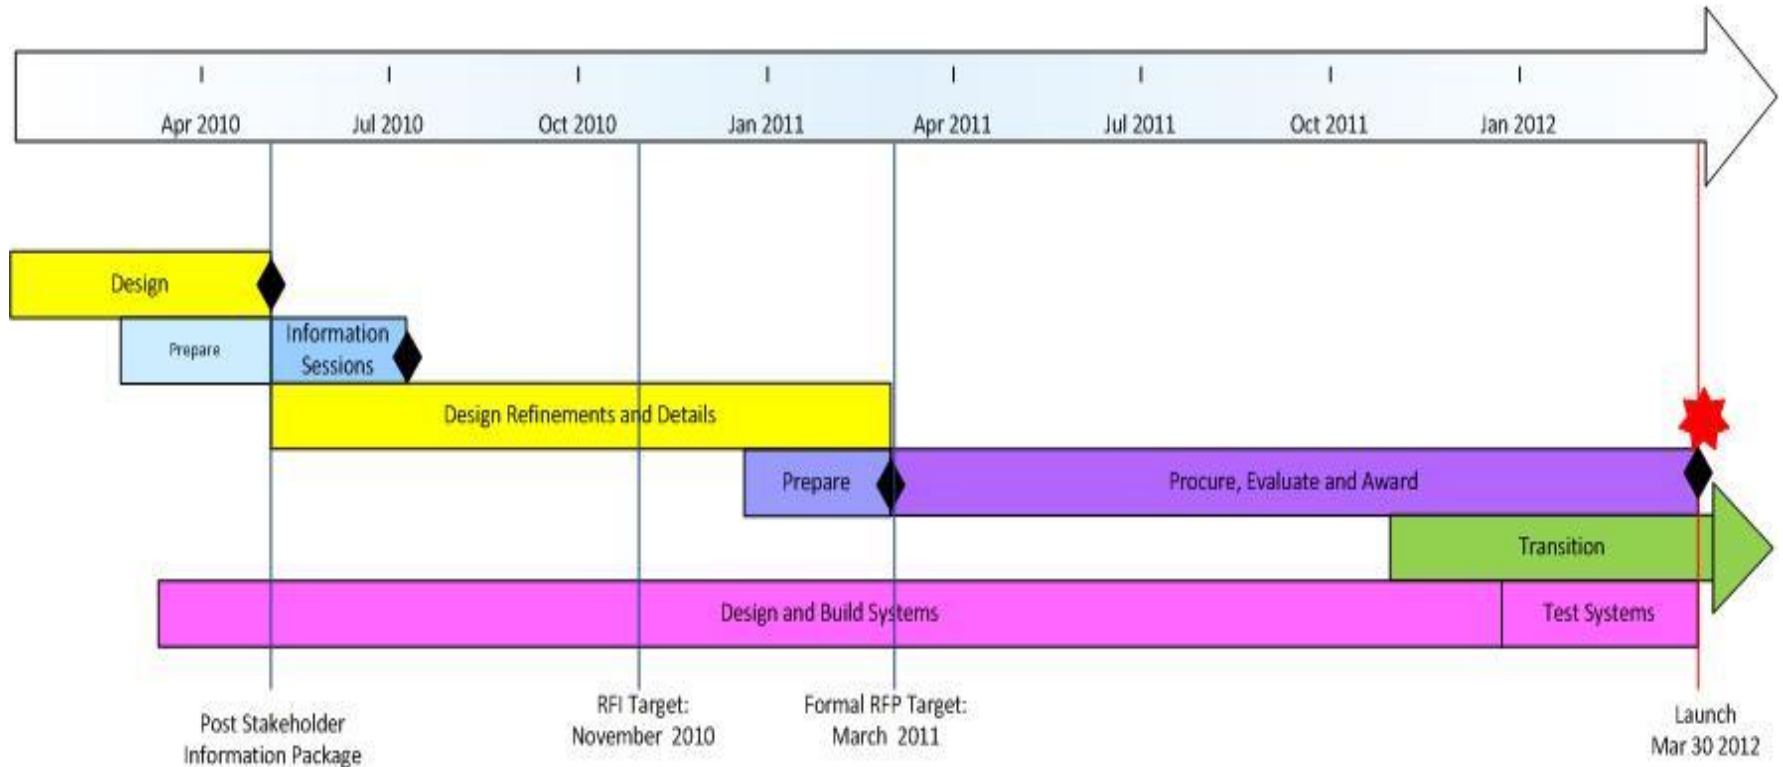 Apr 2010
Jul 2010
Oct 2010
Jan 2011
Apr 2011
Jul 2011
Oct 2011
Jan 2012
Design
Prepare
Information
Sessions
Design Refinements and Details
Prepare
Procure, Evaluate and Award
Transition
Design and Build Systems
Test Systems
Post Stakeholder
Information Package
RFI Target:
November 2010
Formal RFP Target:
March 2011
Launch
Mar 30 2012